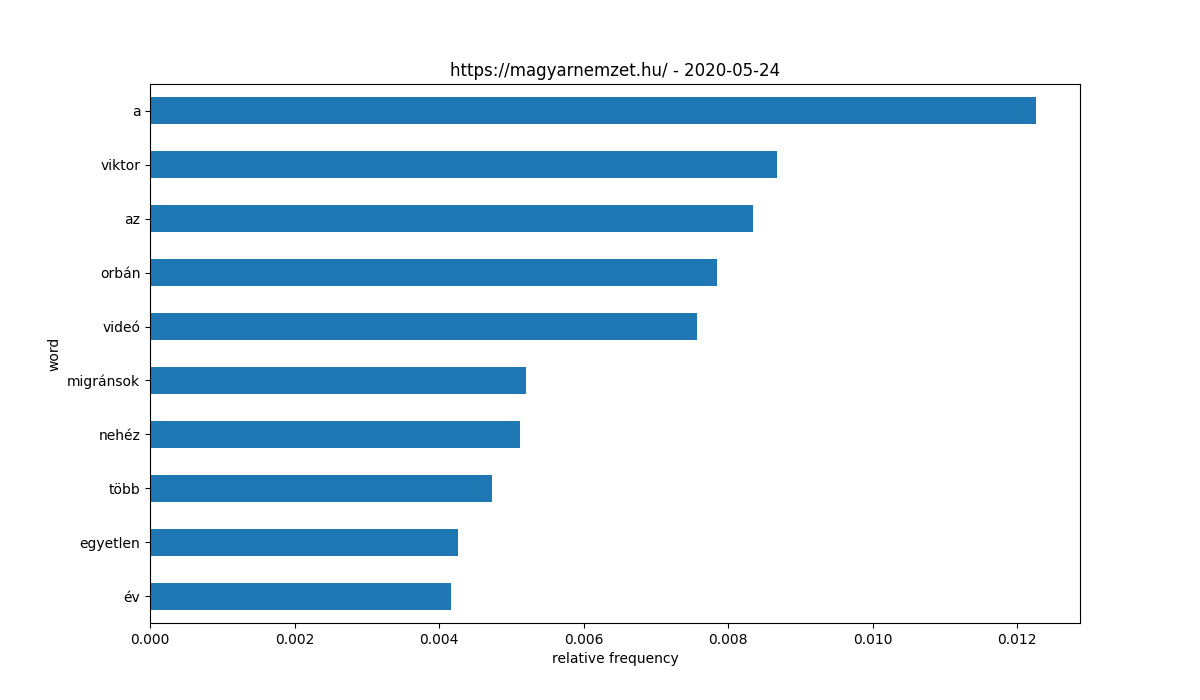 https://magyarnemzet.hu/ - 2020-05-24
a
viktor
az
orbán
videó
word
migránsok
nehéz
több
egyetlen
év
0.000 0.002 0.004 0.006 0.008 0.010 0.012
relative frequency